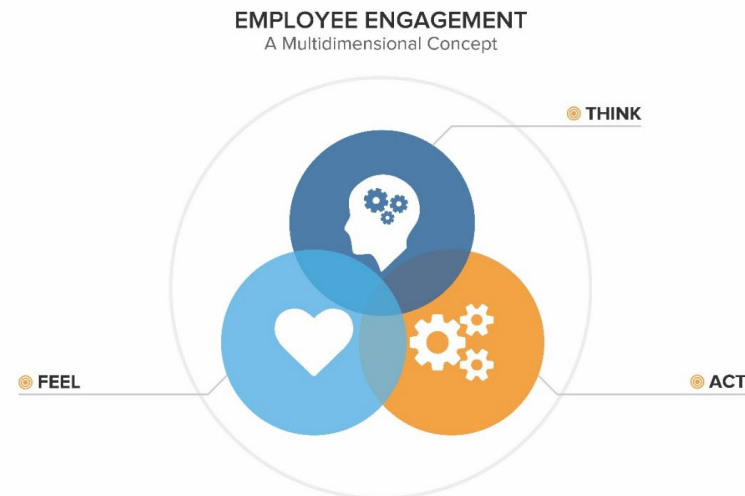 EMPLOYEE ENGAGEMENT
A Multidimensional Concept
THINK
FEEL
ACT